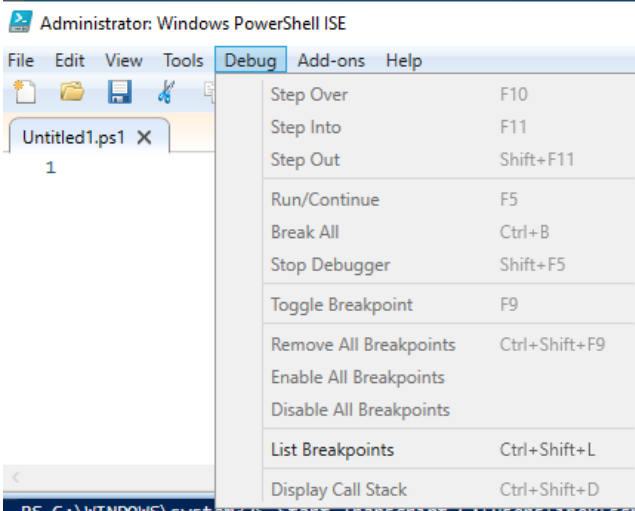 Administrator: Windows PowerShell ISE
File Edit View Tools Debug Add-ons Help
Untitled1.ps1
1
Step Over F10
Step Into F11
Step Out Shift+F11
Run/Continue F5
Break All Ctrl+B
Stop Debugger Shift+F5
Toggle Breakpoint F9
Remove All Breakpoints Ctrl+Shift+F9
Enable All Breakpoints
Disable All Breakpoints
List Breakpoints Ctrl+Shift+L
Display Call Stack Ctrl+Shift+D